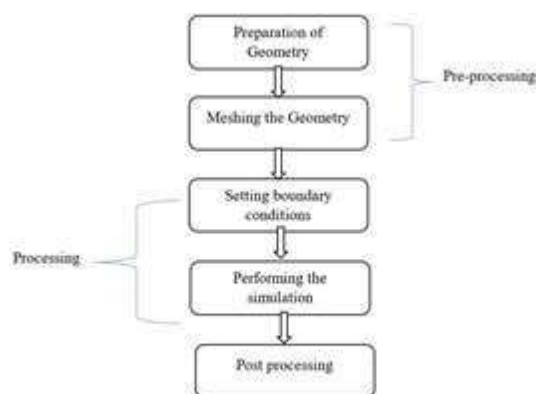 Preparation of
Geometry
Pre-processing
Meshing the Geometry
Setting boundary
conditions
Processing
Performing the
simulation
Post processing